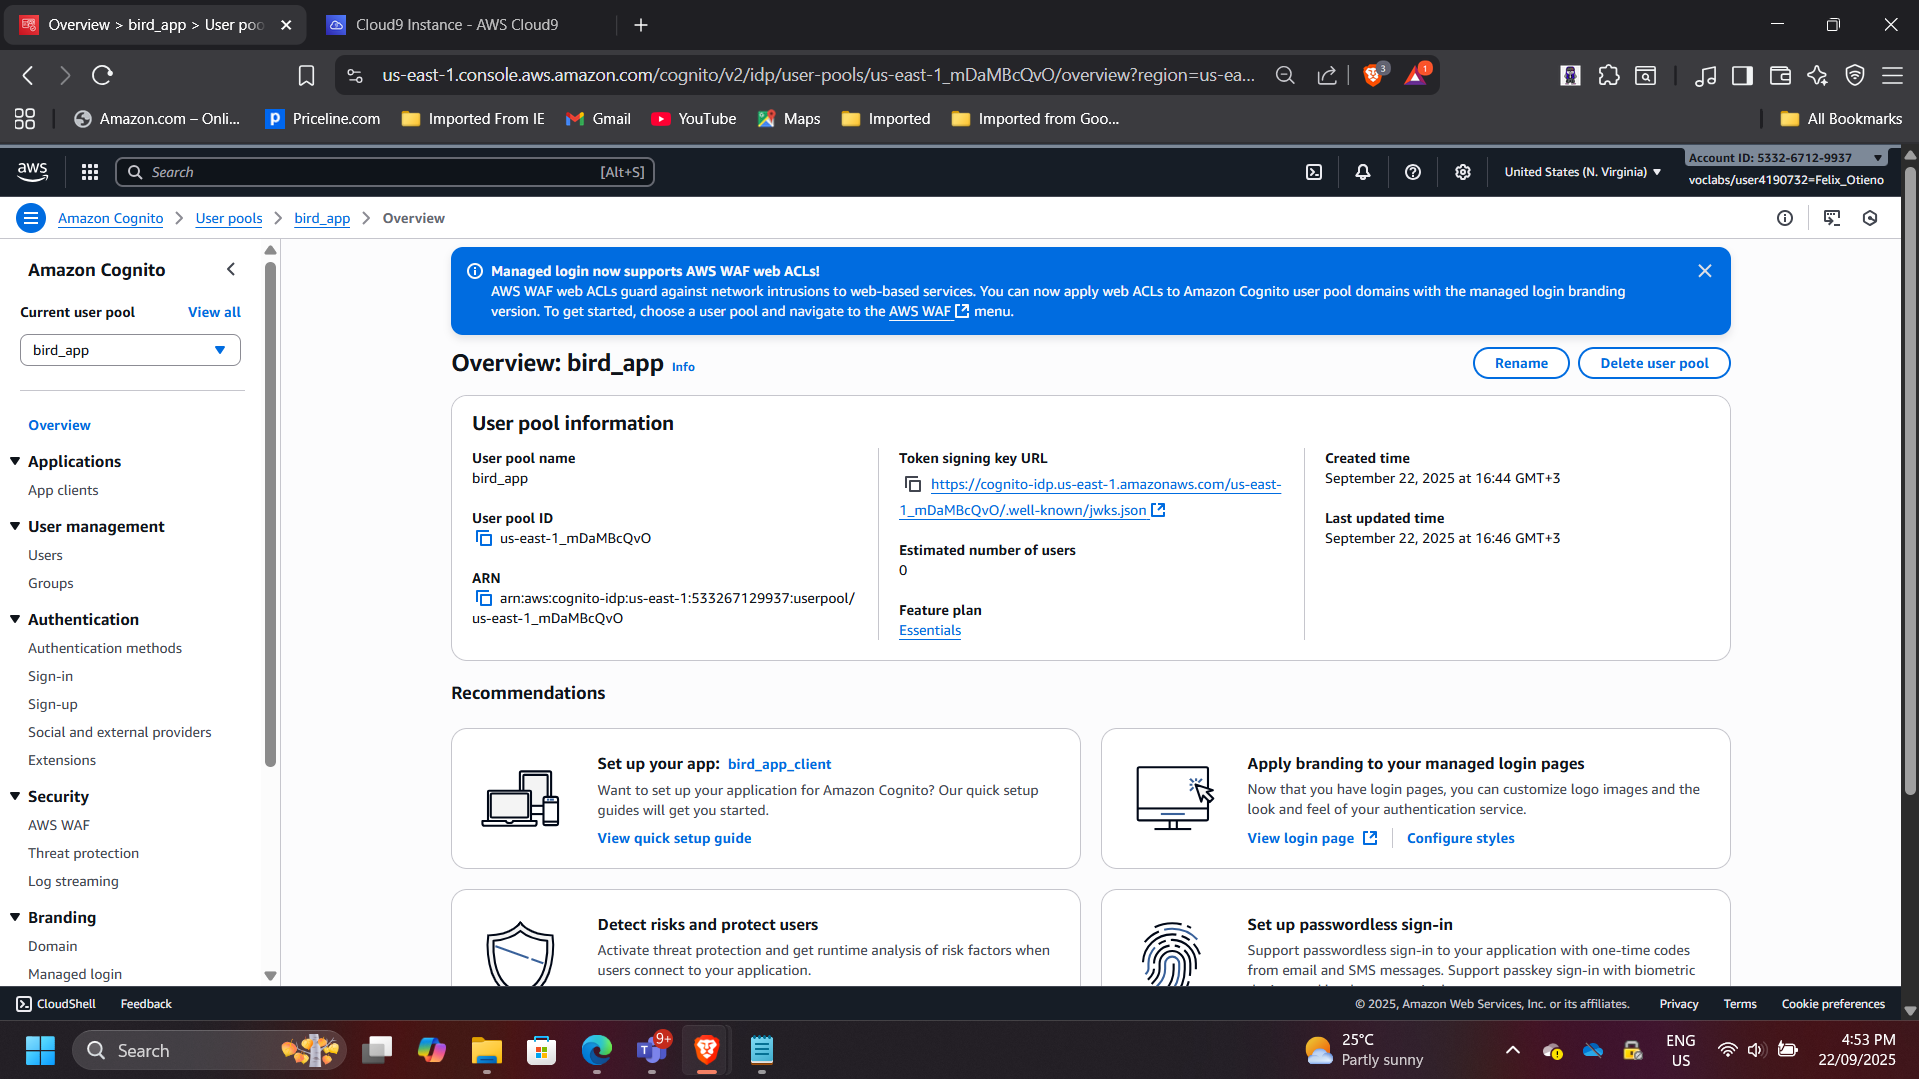 Overview > bird_app > User poo
Cloud9 Instance - AWS Cloud9
us-east-1.console.aws.amazon.com/cognito/v2/idp/user-pools/us-east-1_mDaMBcQvO/overview?region=us-ea...
3
1
Amazon.com – Onli...
Priceline.com
Imported From IE
Gmail
YouTube
Maps
Imported
Imported from Goo...
All Bookmarks
aws
Search
[Alt+S]
United States (N. Virginia)
Account ID: 5332-6712-9937
voclabs/user4190732=Felix_Otieno
Amazon Cognito
User pools
bird_app
Overview
Amazon Cognito
Current user pool
View all
bird_app
Overview
Applications
App clients
User management
Users
Groups
Authentication
Authentication methods
Sign-in
Sign-up
Social and external providers
Extensions
Security
AWS WAF
Threat protection
Log streaming
Branding
Domain
Managed login
Managed login now supports AWS WAF web ACLs!
AWS WAF web ACLs guard against network intrusions to web-based services. You can now apply web ACLs to Amazon Cognito user pool domains with the managed login branding
version. To get started, choose a user pool and navigate to the AWS WAF menu.
Overview: bird_app Info
Rename
Delete user pool
User pool information
User pool name
bird_app
User pool ID
us-east-1_mDaMBcQvO
ARN
arn:aws:cognito-idp:us-east-1:533267129937:userpool/
us-east-1_mDaMBcQvO
Token signing key URL
https://cognito-idp.us-east-1.amazonaws.com/us-east-
1_mDaMBcQvO/.well-known/jwks.json
Estimated number of users
0
Feature plan
Essentials
Created time
September 22, 2025 at 16:44 GMT+3
Last updated time
September 22, 2025 at 16:46 GMT+3
Recommendations
Set up your app: bird_app_client
Want to set up your application for Amazon Cognito? Our quick setup
guides will get you started.
View quick setup guide
Apply branding to your managed login pages
Now that you have login pages, you can customize logo images and the
look and feel of your authentication service.
View login page
Configure styles
Detect risks and protect users
Activate threat protection and get runtime analysis of risk factors when
users connect to your application.
Set up passwordless sign-in
Support passwordless sign-in to your application with one-time codes
from email and SMS messages. Support passkey sign-in with biometric
CloudShell
Feedback
© 2025, Amazon Web Services, Inc. or its affiliates.
Privacy
Terms
Cookie preferences
Search
9+
25°C
Partly sunny
ENG
US
4:53 PM
22/09/2025